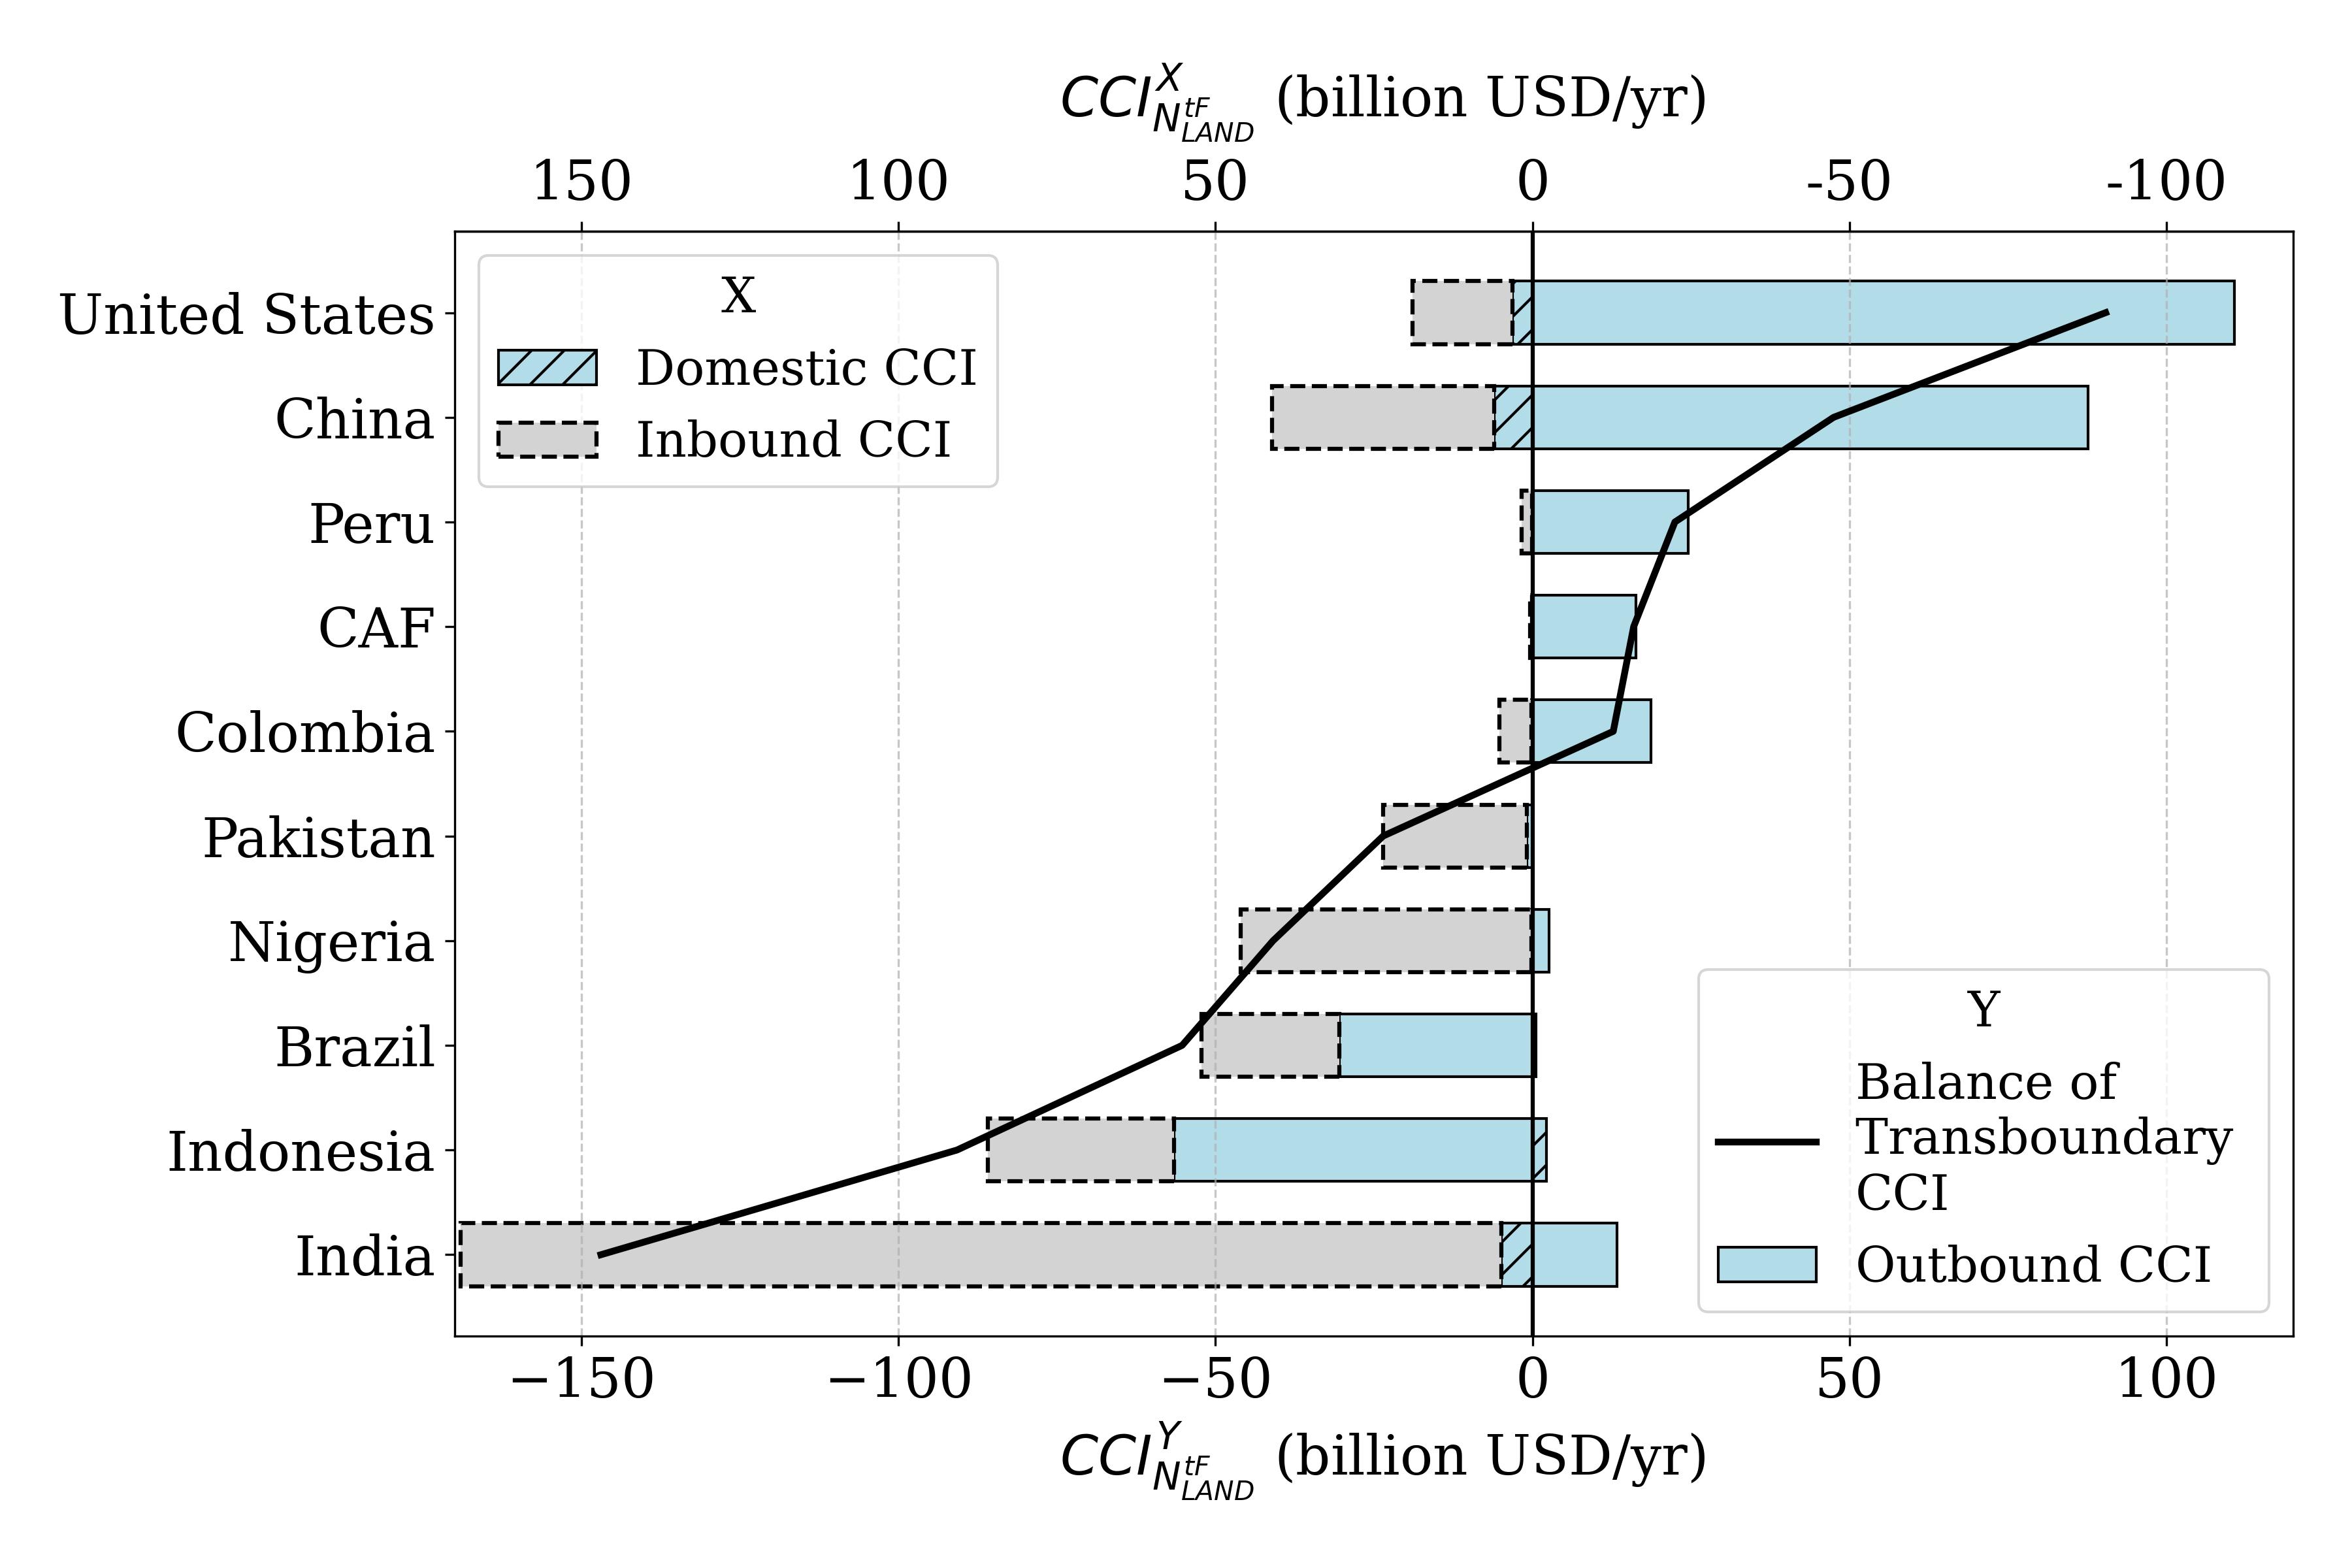 CCI^X_{N^{tF}_{LAND}} (billion USD/yr)
150 100 50 0 -50 -100
United States
China
Peru
CAF
Colombia
Pakistan
Nigeria
Brazil
Indonesia
India
X
Domestic CCI
Inbound CCI
Y
Balance of
Transboundary
CCI
Outbound CCI
−150 −100 −50 0 50 100
CCI^Y_{N^{tF}_{LAND}} (billion USD/yr)